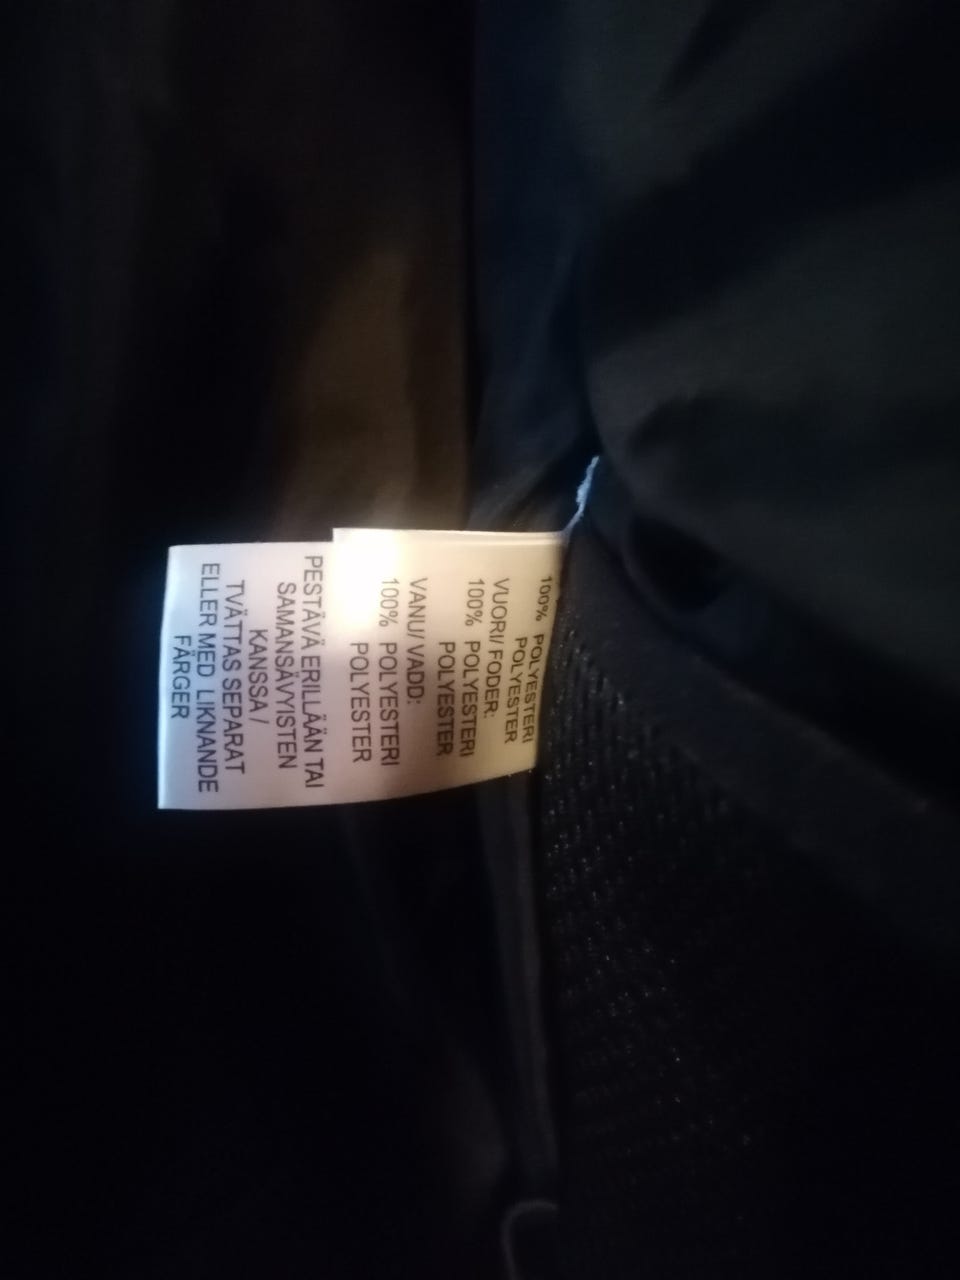 100% POLYESTERI
POLYESTER
VUORI/ FODER:
100% POLYESTERI
POLYESTER
VANU/ VADD:
100% POLYESTERI
POLYESTER
PESTÄVÄ ERILLÄÄN TAI
SAMANSÄVYISTEN
KANSSA /
TVÄTTAS SEPARAT
ELLER MED LIKNANDE
FÄRGER